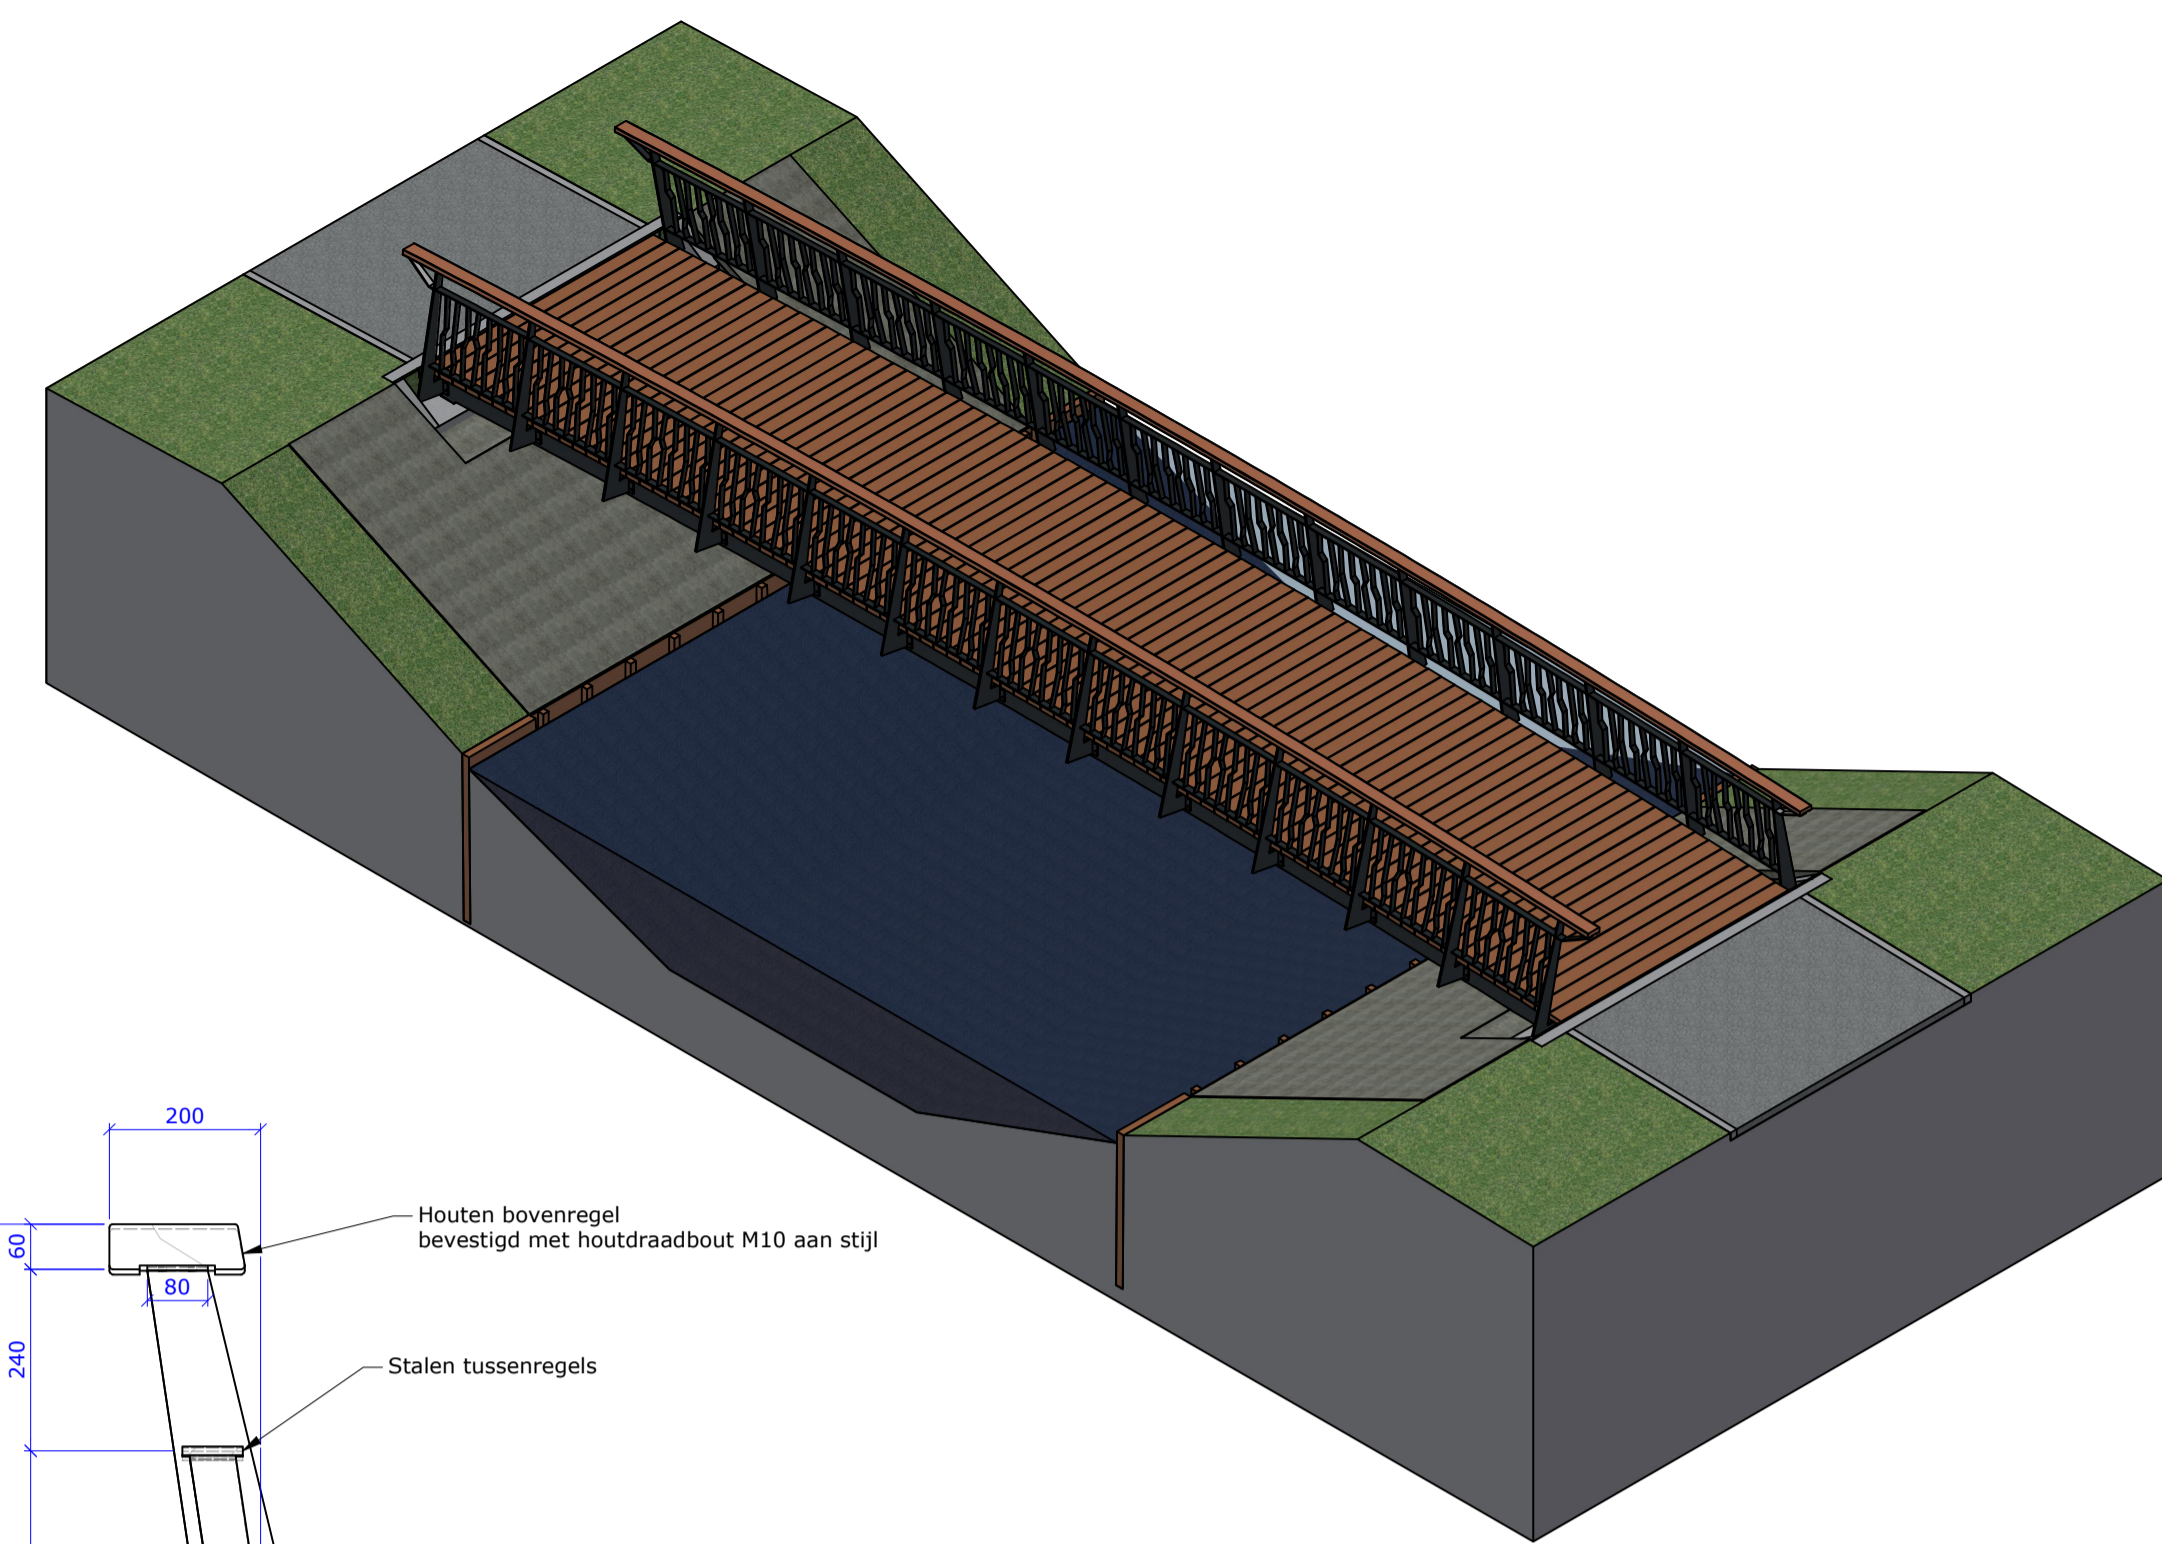 200
60
Houten bovenregel
bevestigd met houtdraadbout M10 aan stijl
80
240
Stalen tussenregels